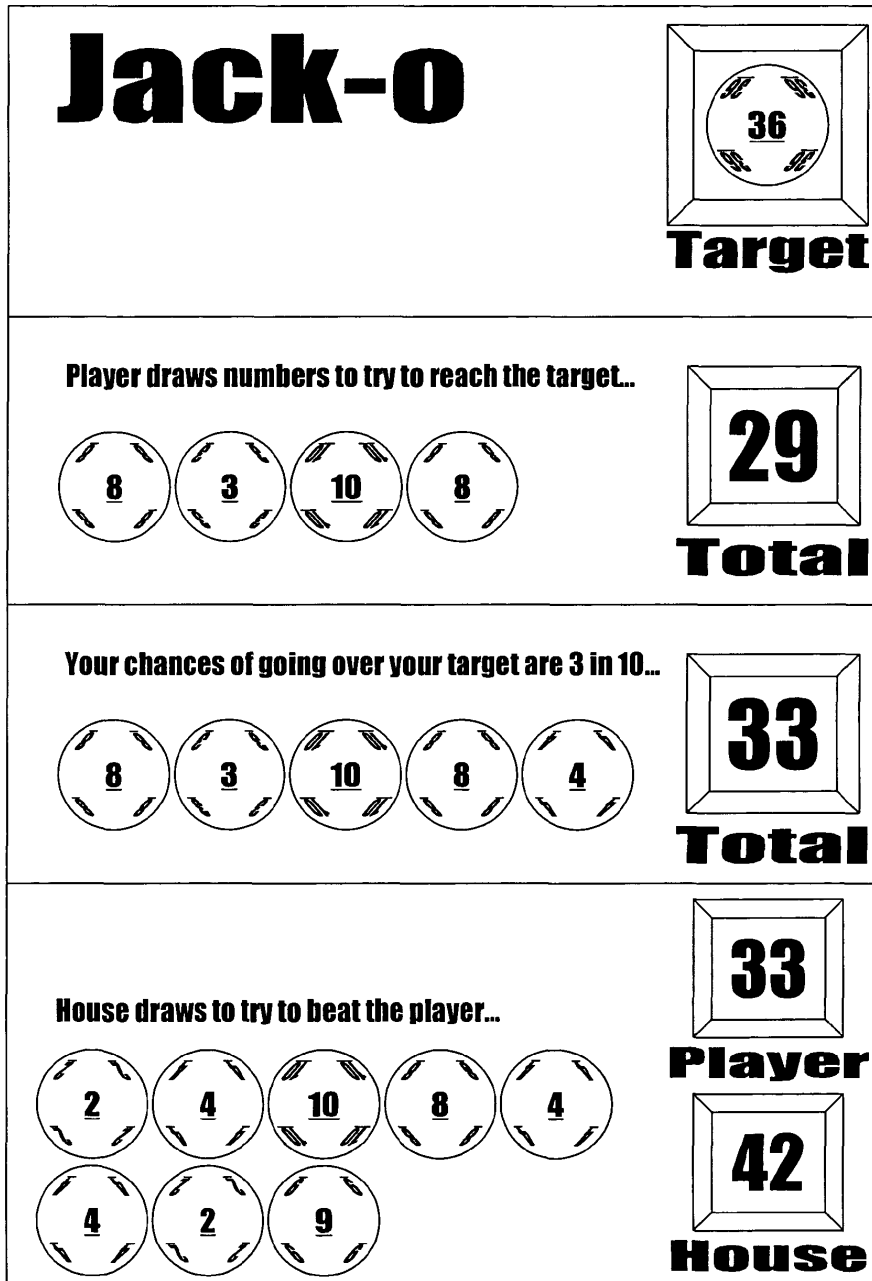 Jack-o
36
Target
Player draws numbers to try to reach the target...
8 3 10 8
29
Total
Your chances of going over your target are 3 in 10...
8 3 10 8 4
33
Total
33
Player
House draws to try to beat the player...
2 4 10 8 4
4 2 9
42
House